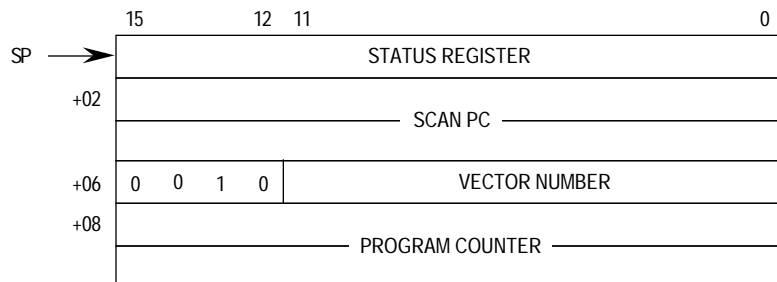 15 12 11 0
SP STATUS REGISTER
+02
SCAN PC
+06 0 0 1 0 VECTOR NUMBER
+08
PROGRAM COUNTER